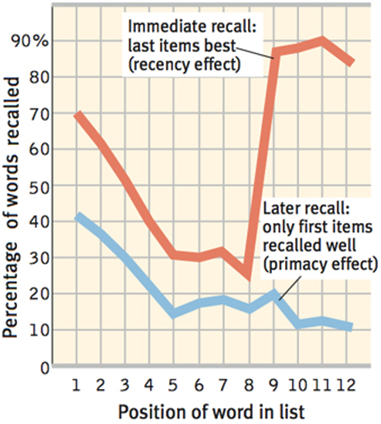 Immediate recall:
last items best
(recency effect)
90%
80
70
60
50
40
30
20
10
0
Percentage of words recalled
Later recall:
only first items
recalled well
(primacy effect)
1 2 3 4 5 6 7 8 9 10 11 12
Position of word in list